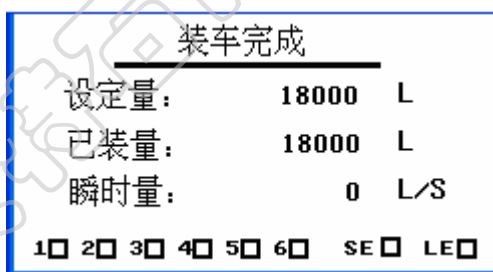 装车完成
设定量： 18000 L
已装量： 18000 L
瞬时量： 0 L/S
1□ 2□ 3□ 4□ 5□ 6□ SE□ LE□